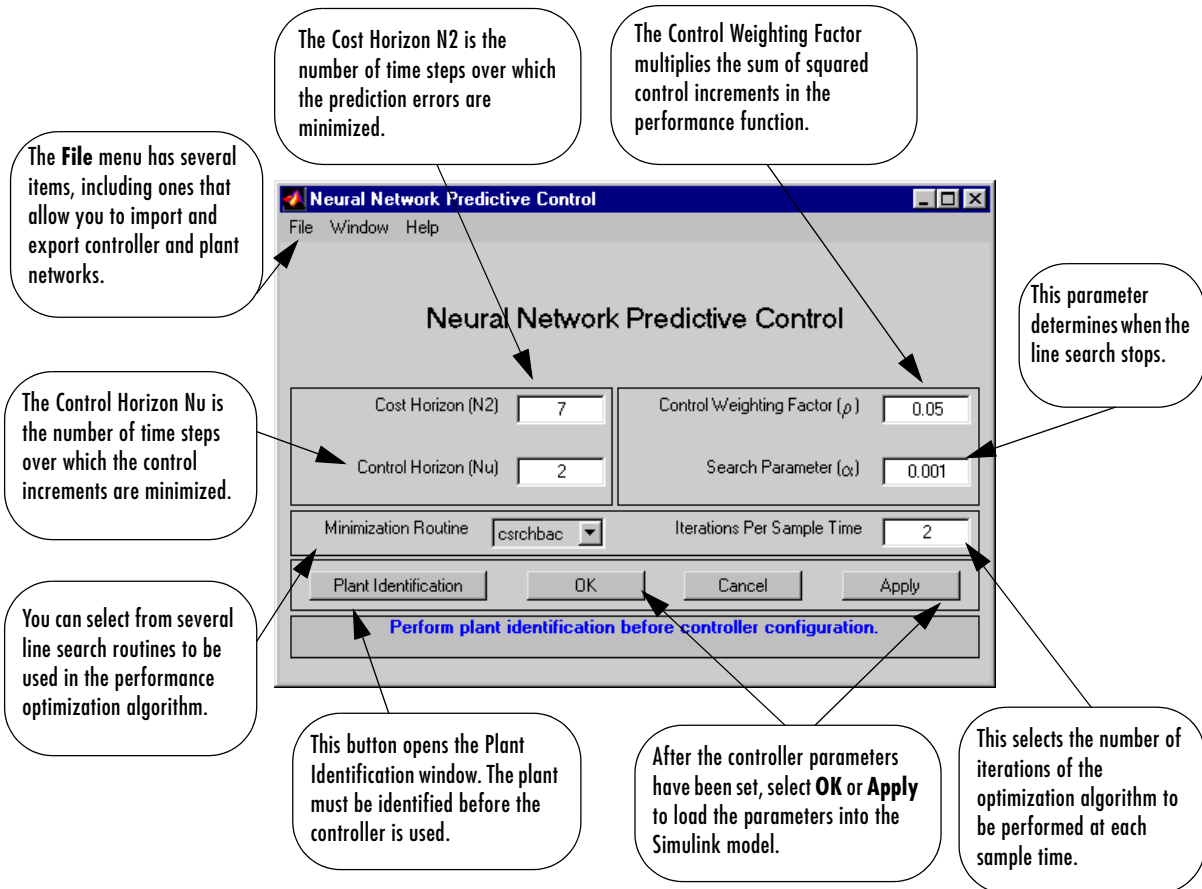 The Cost Horizon N2 is the
number of time steps over which
the prediction errors are
minimized.
The Control Weighting Factor
multiplies the sum of squared
control increments in the
performance function.
The File menu has several
items, including ones that
allow you to import and
export controller and plant
networks.
Neural Network Predictive Control
File Window Help
Neural Network Predictive Control
This parameter
determines when the
line search stops.
The Control Horizon Nu is
the number of time steps
over which the control
increments are minimized.
Cost Horizon (N2) 7
Control Weighting Factor (ρ) 0.05
Control Horizon (Nu) 2
Search Parameter (α) 0.001
Minimization Routine csrchbac
Iterations Per Sample Time 2
Plant Identification OK Cancel Apply
Perform plant identification before controller configuration.
You can select from several
line search routines to be
used in the performance
optimization algorithm.
This button opens the Plant
Identification window. The plant
must be identified before the
controller is used.
After the controller parameters
have been set, select OK or Apply
to load the parameters into the
Simulink model.
This selects the number of
iterations of the
optimization algorithm to
be performed at each
sample time.